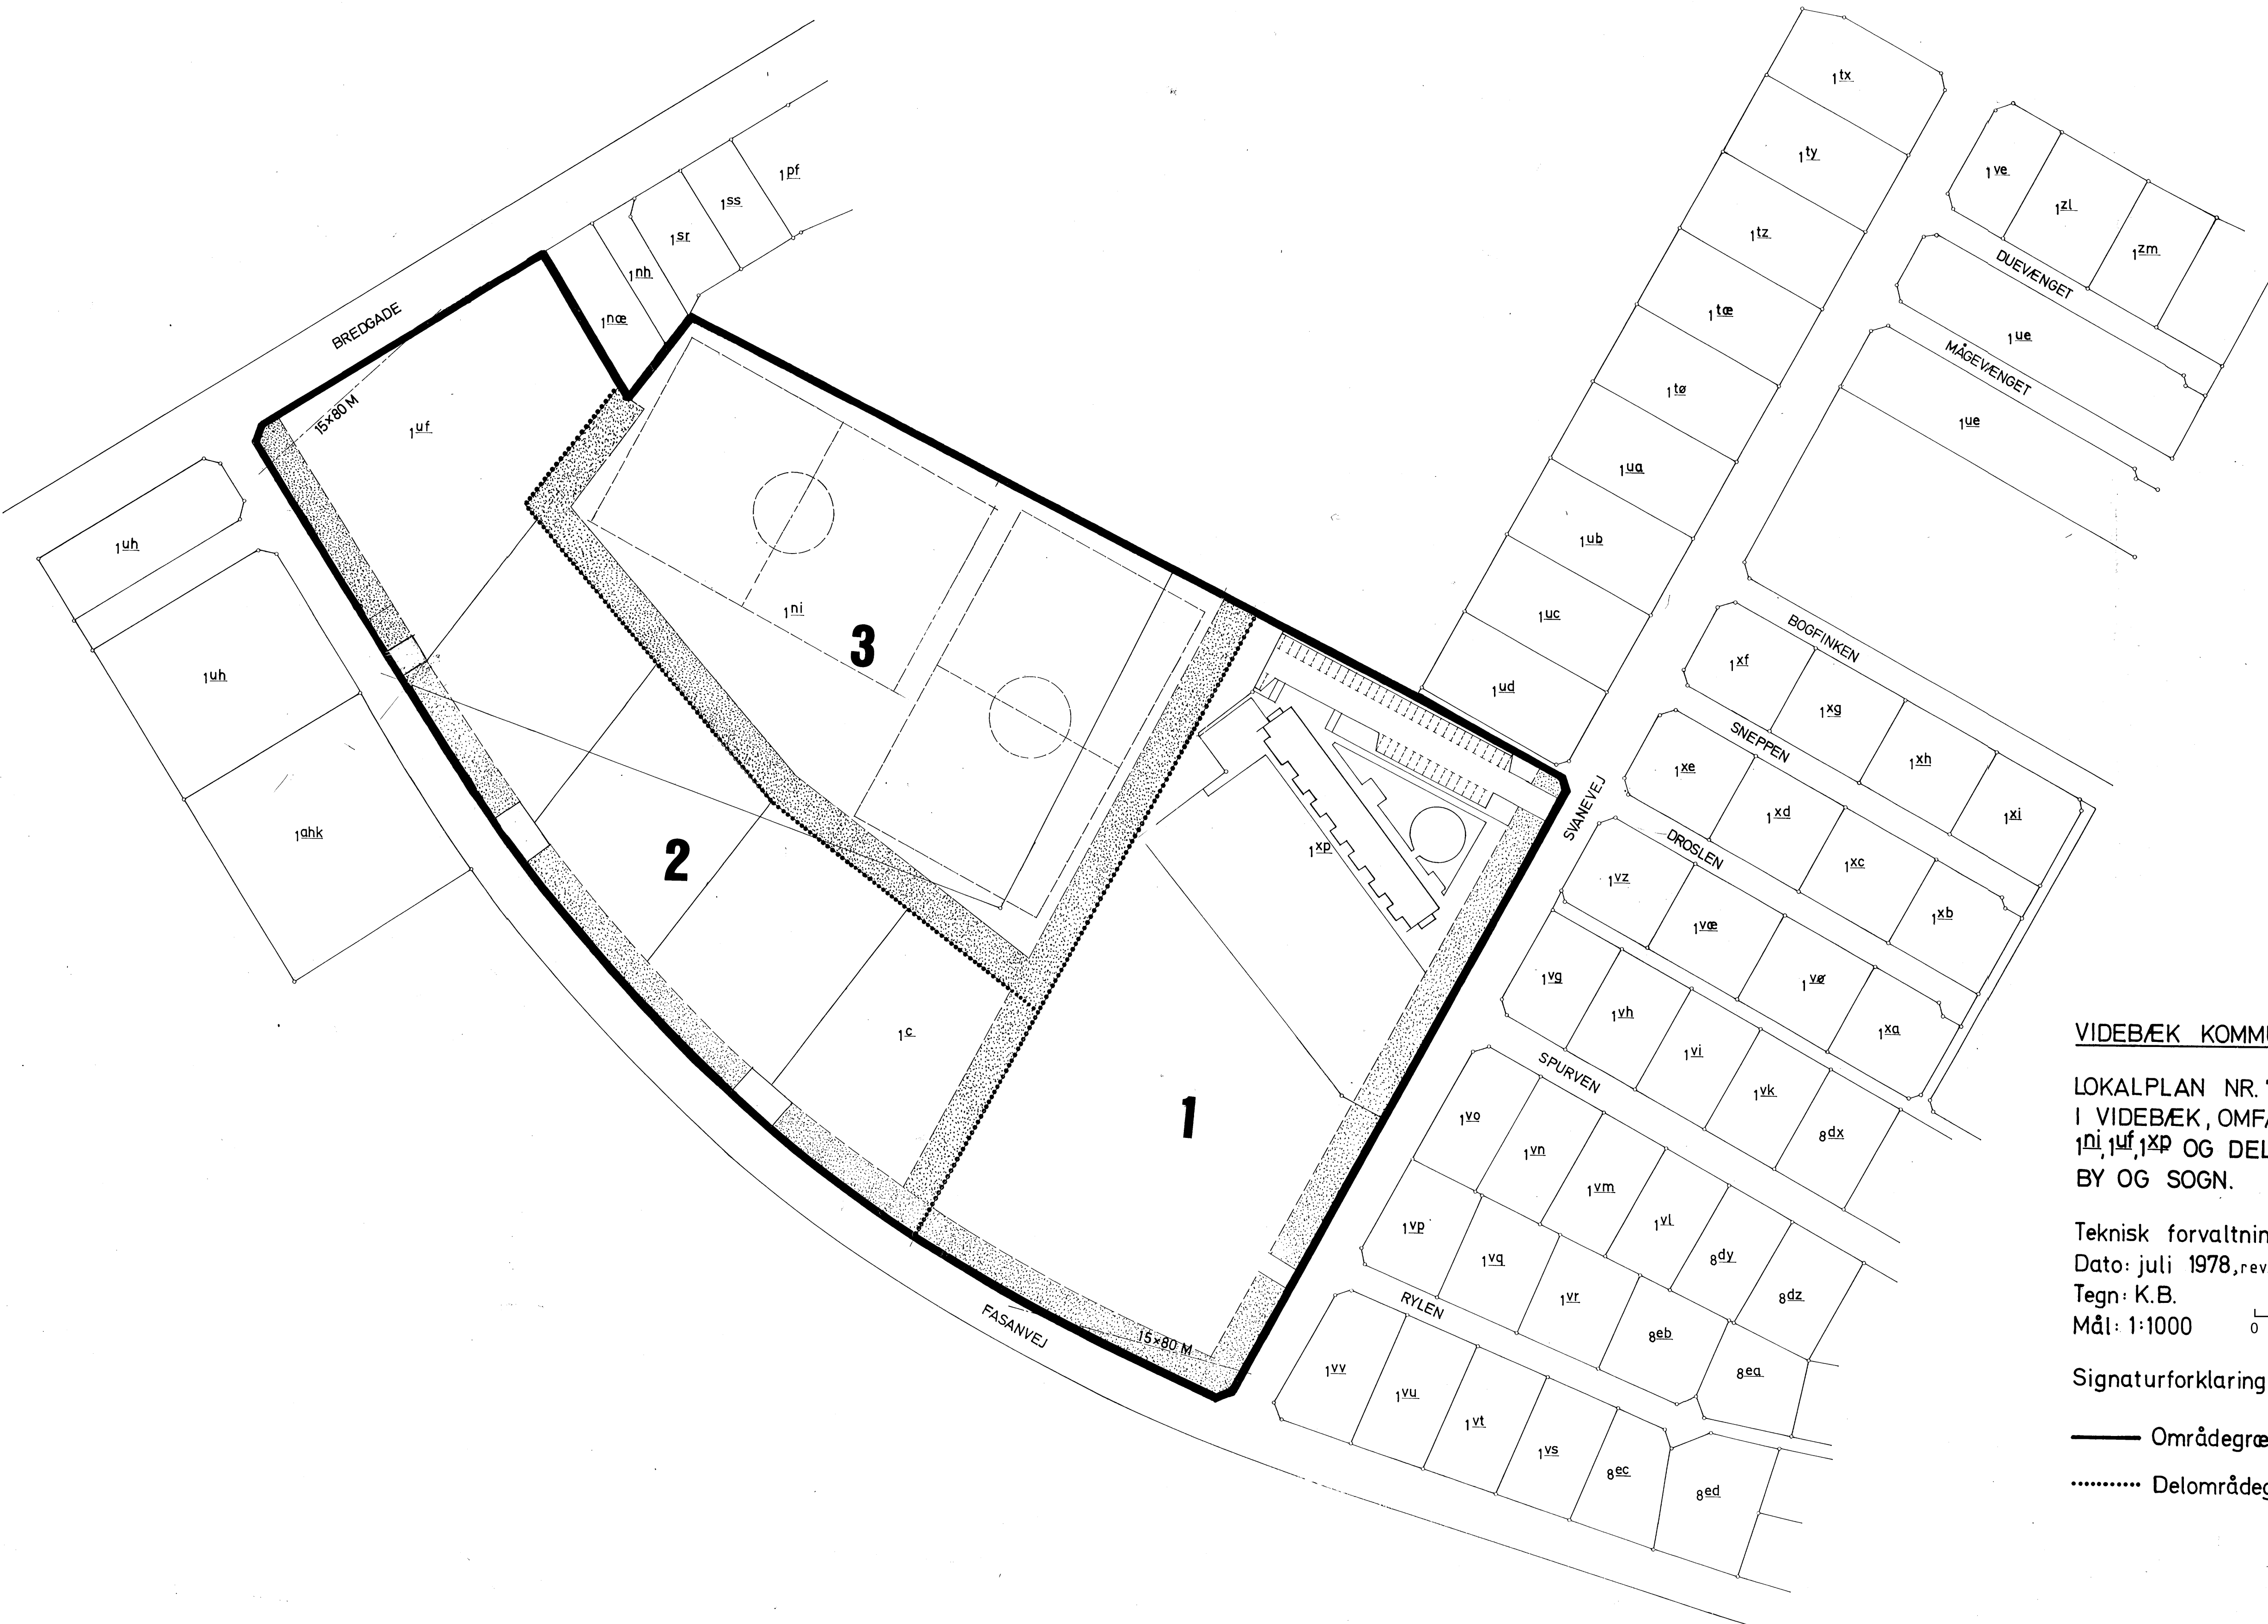 BREDGADE
15×80 M
1uf
1pf
1ss
1sr
1nh
1næ
1uh
1uh
1ahk
1ni
3
2
1c
1
1xp
FASANVEJ
15×80 M
SVANEVEJ
1tx
1ty
1tz
1tæ
1tø
1ua
1ub
1uc
1ud
1ve
1zl
1zm
DUEVÆNGET
1ue
MÅGEVÆNGET
1ue
BOGFINKEN
1xf
1xg
1xh
1xi
SNEPPEN
1xe
1xd
1xc
1xb
DROSLEN
1vz
1væ
1vø
1xa
1vg
1vh
1vi
1vk
8dx
SPURVEN
1vo
1vn
1vm
1vl
8dy
8dz
1vp
1vq
1vr
8eb
8ea
RYLEN
1vv
1vu
1vt
1vs
8ec
8ed
VIDEBÆK KOMM
LOKALPLAN NR.
I VIDEBÆK, OMF
1ni, 1uf, 1xp OG DEL
BY OG SOGN.
Teknisk forvaltnin
Dato: juli 1978, rev
Tegn: K.B.
Mål: 1:1000
0
Signaturforklaring
Områdegræ
Delområdeg